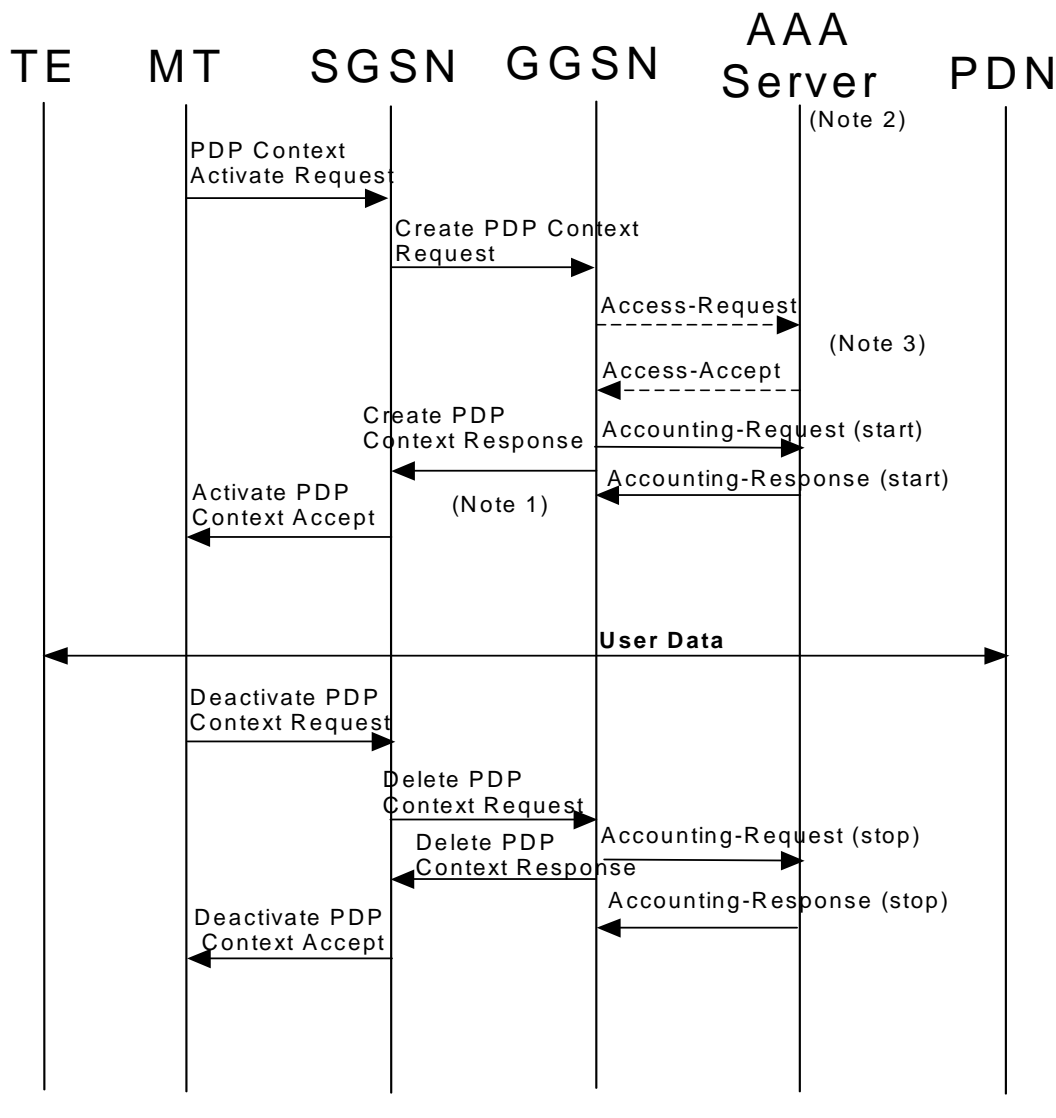 TE
MT
SGSN
GGSN
AAA
Server
PDN
(Note 2)
PDP Context
Activate Request
Create PDP Context
Request
Access-Request
(Note 3)
Access-Accept
Create PDP
Context Response
Accounting-Request (start)
Accounting-Response (start)
Activate PDP
Context Accept
(Note 1)
User Data
Deactivate PDP
Context Request
Delete PDP
Context Request
Accounting-Request (stop)
Delete PDP
Context Response
Accounting-Response (stop)
Deactivate PDP
Context Accept